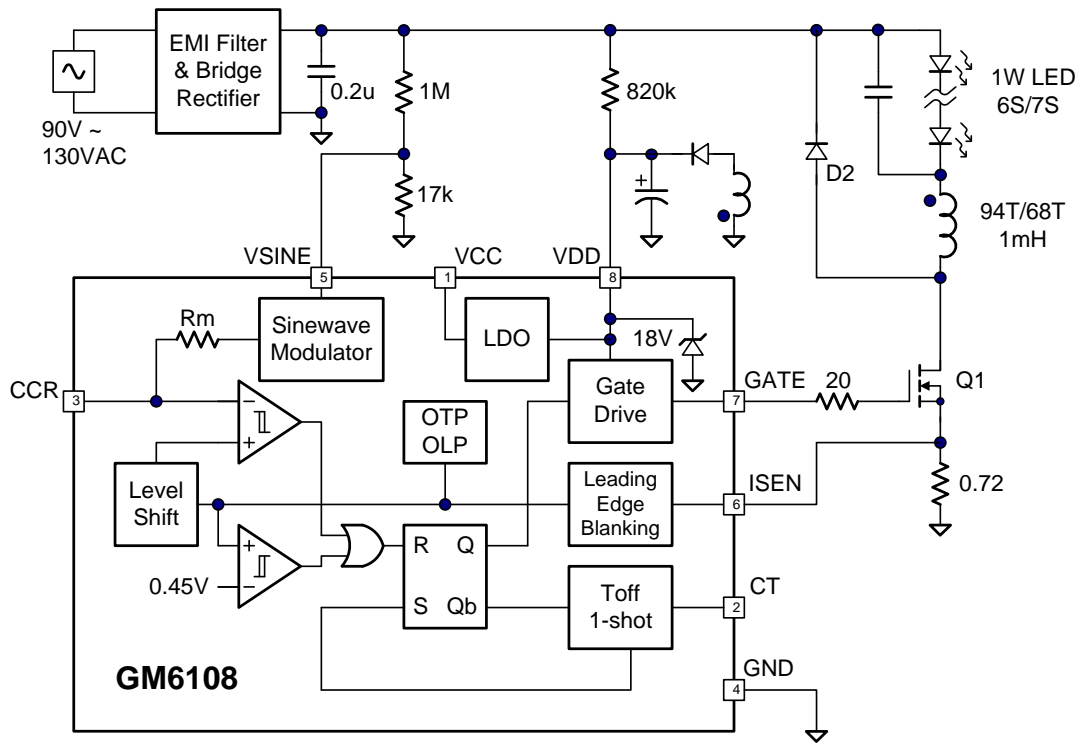 EMI Filter
& Bridge
Rectifier
90V ~
130VAC
0.2u
1M
17k
820k
D2
1W LED
6S/7S
94T/68T
1mH
VSINE
5
VCC
1
VDD
8
Rm
Sinewave
Modulator
LDO
18V
Gate
Drive
CCR
3
GATE
7
20
Q1
OTP
OLP
Level
Shift
Leading
Edge
Blanking
ISEN
6
0.72
0.45V
R
Q
S
Qb
Toff
1-shot
CT
2
GM6108
GND
4
+
−
+
+
−